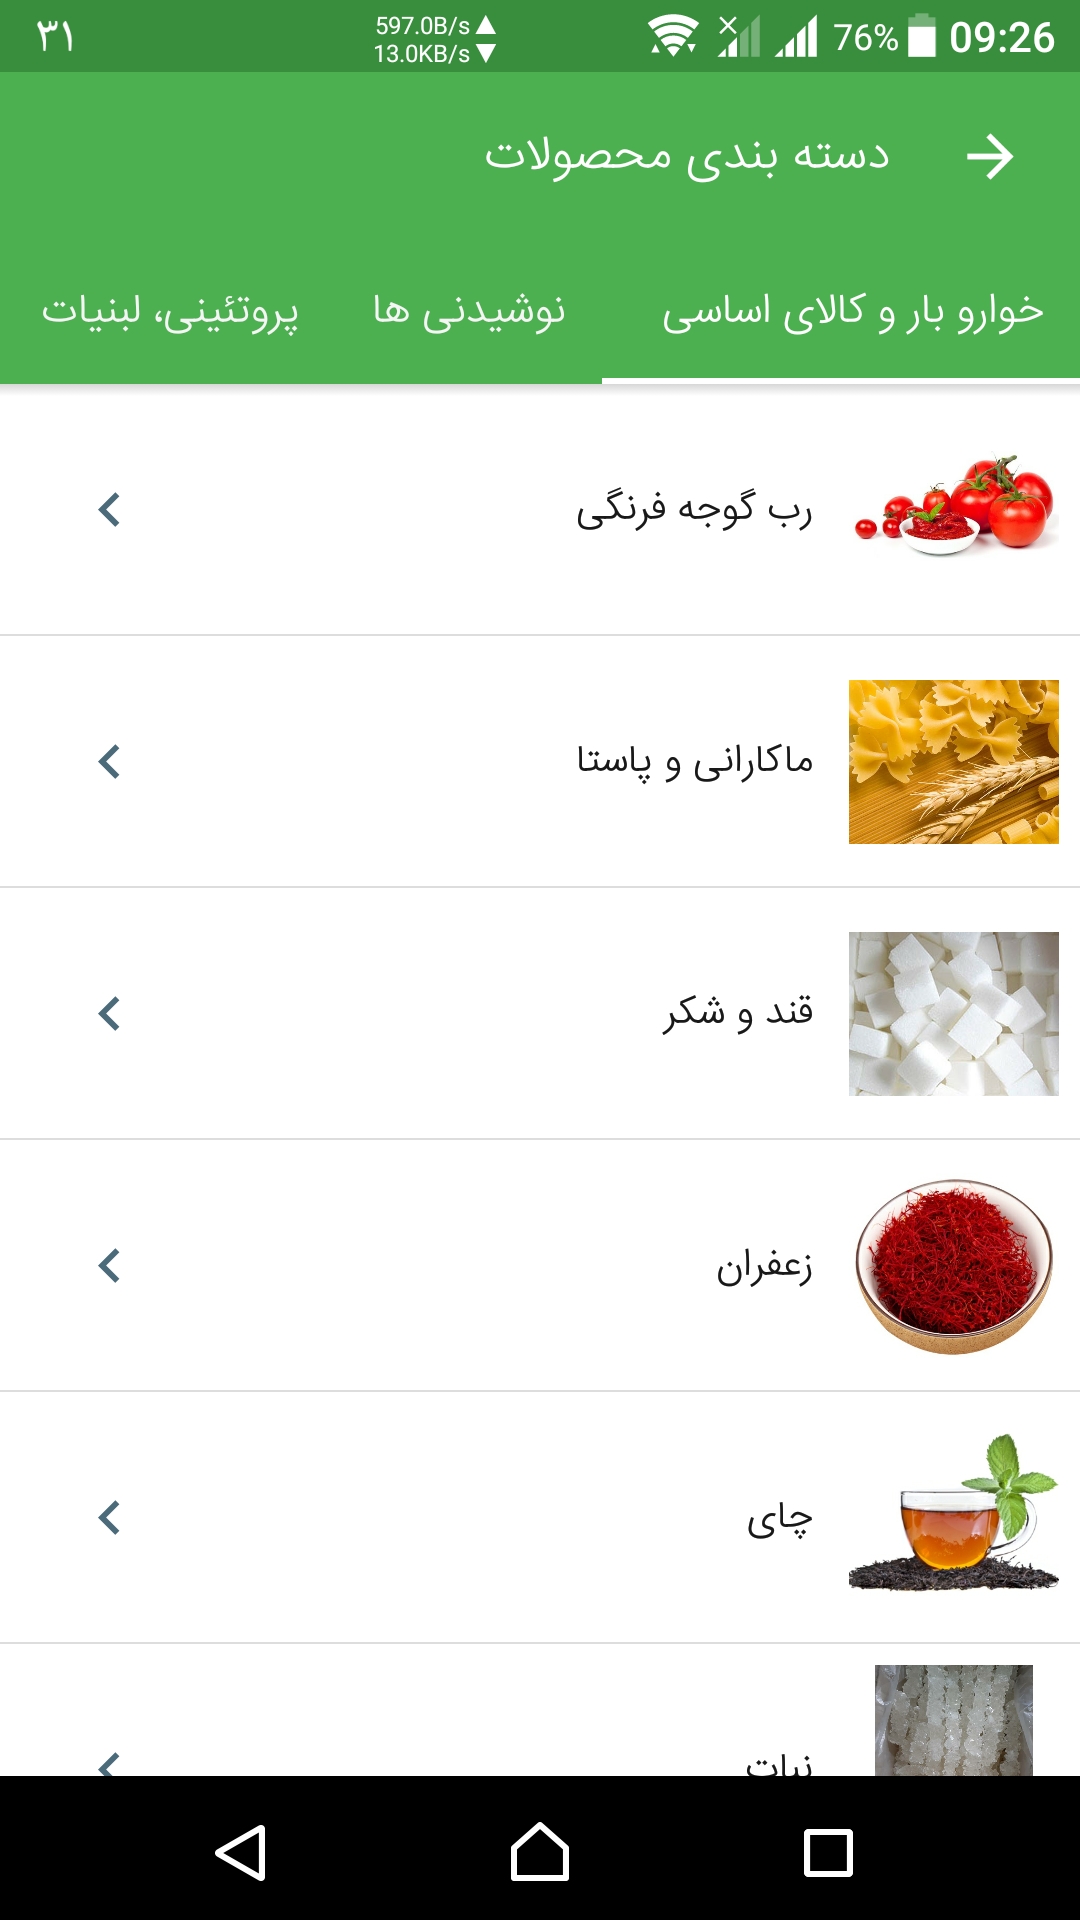 ۳۱ 597.0B/s 76% 09:26
13.0KB/s
دسته بندی محصولات
خوارو بار و کالای اساسی نوشیدنی ها پروتئینی، لبنیات
رب گوجه فرنگی
ماکارانی و پاستا
قند و شکر
زعفران
چای
نبات